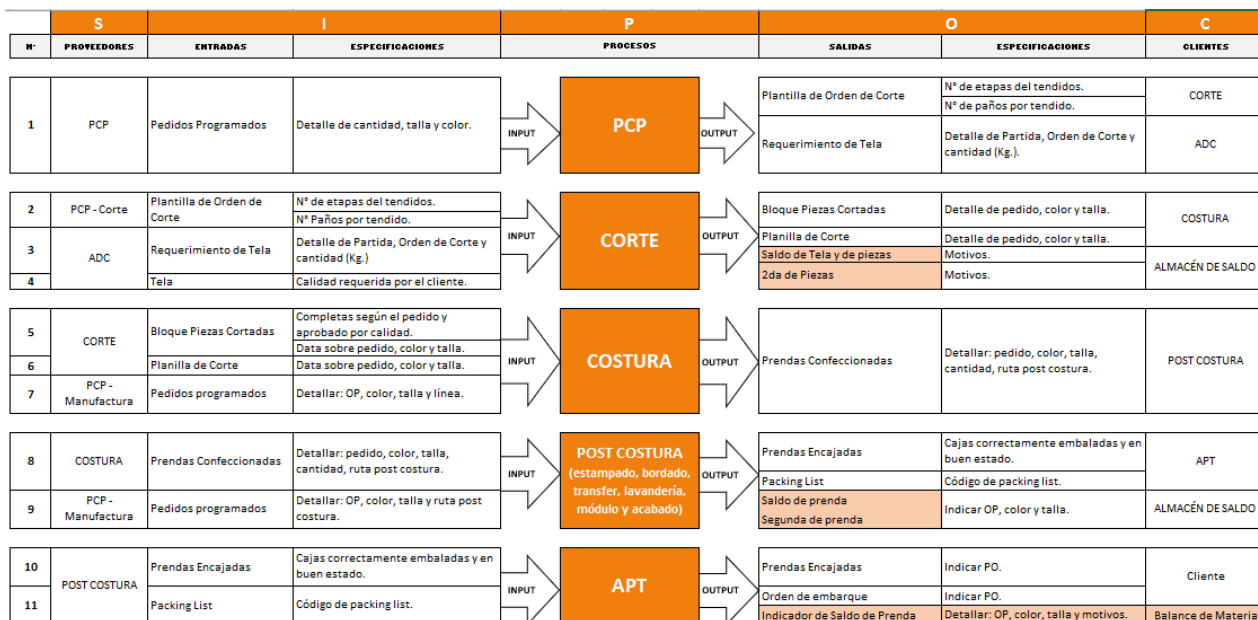 S I P O C
N· PROVEEDORES ENTRADAS ESPECIFICACIONES PROCESOS SALIDAS ESPECIFICACIONES CLIENTES
1
PCP
Pedidos Programados
Detalle de cantidad, talla y color.
INPUT
PCP
OUTPUT
Plantilla de Orden de Corte
N° de etapas del tendidos.
N° de paños por tendido.
CORTE
Requerimiento de Tela
Detalle de Partida, Orden de Corte y
cantidad (Kg.).
ADC
2
PCP - Corte
Plantilla de Orden de
Corte
N° de etapas del tendidos.
N° Paños por tendido.
3
ADC
Requerimiento de Tela
Detalle de Partida, Orden de Corte y
cantidad (Kg.)
4
Tela
Calidad requerida por el cliente.
INPUT
CORTE
OUTPUT
Bloque Piezas Cortadas
Detalle de pedido, color y talla.
COSTURA
Planilla de Corte
Detalle de pedido, color y talla.
Saldo de Tela y de piezas
Motivos.
ALMACÉN DE SALDO
2da de Piezas
Motivos.
5
CORTE
Bloque Piezas Cortadas
Completas según el pedido y
aprobado por calidad.
Data sobre pedido, color y talla.
6
Planilla de Corte
Data sobre pedido, color y talla.
7
PCP -
Manufactura
Pedidos programados
Detallar: OP, color, talla y línea.
INPUT
COSTURA
OUTPUT
Prendas Confeccionadas
Detallar: pedido, color, talla,
cantidad, ruta post costura.
POST COSTURA
8
COSTURA
Prendas Confeccionadas
Detallar: pedido, color, talla,
cantidad, ruta post costura.
9
PCP -
Manufactura
Pedidos programados
Detallar: OP, color, talla y ruta post
costura.
INPUT
POST COSTURA
(estampado, bordado,
transfer, lavandería,
módulo y acabado)
OUTPUT
Prendas Encajadas
Cajas correctamente embaladas y en
buen estado.
APT
Packing List
Código de packing list.
Saldo de prenda
Segunda de prenda
Indicar OP, color y talla.
ALMACÉN DE SALDO
10
POST COSTURA
Prendas Encajadas
Cajas correctamente embaladas y en
buen estado.
11
Packing List
Código de packing list.
INPUT
APT
OUTPUT
Prendas Encajadas
Indicar PO.
Cliente
Orden de embarque
Indicar PO.
Indicador de Saldo de Prenda
Detallar: OP, color, talla y motivos.
Balance de Materia